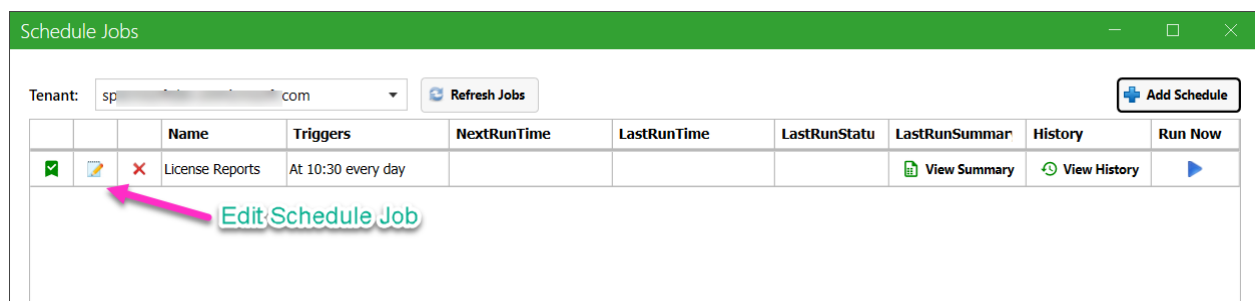 Schedule Jobs
Tenant: sp com Refresh Jobs Add Schedule
Name Triggers NextRunTime LastRunTime LastRunStatu LastRunSummar History Run Now
License Reports At 10:30 every day View Summary View History
Edit Schedule Job